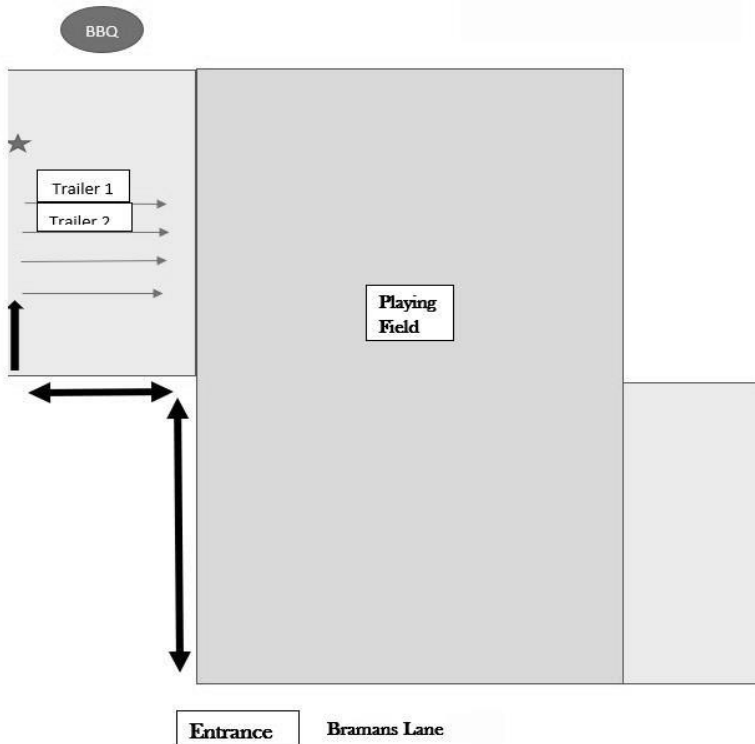 BBQ
Trailer 1
Trailer 2
Playing
Field
Entrance
Bramans Lane